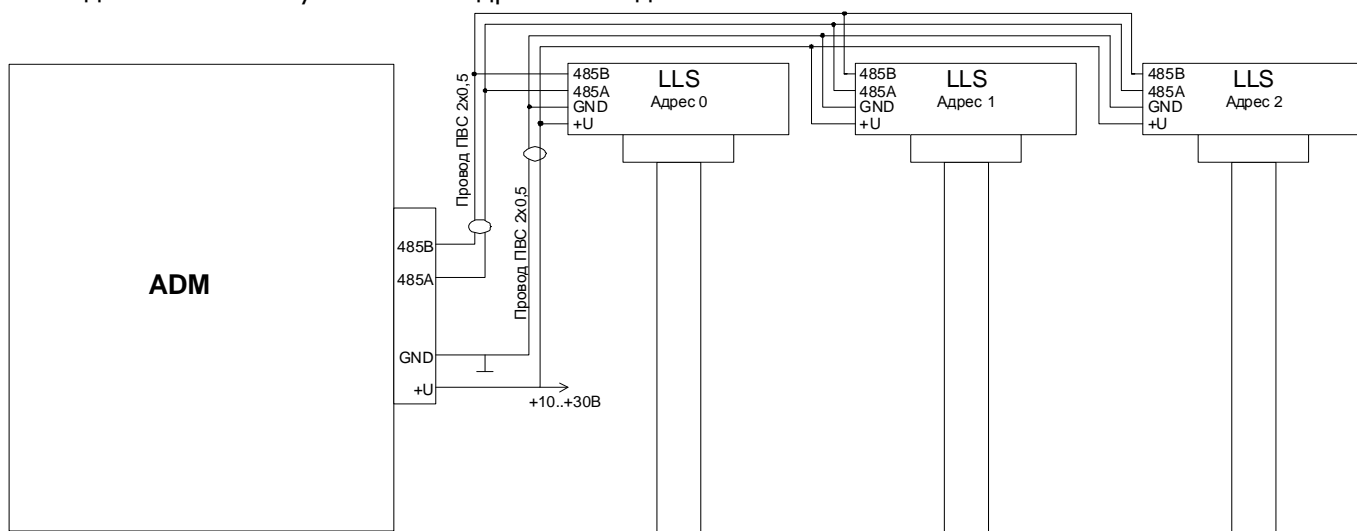 ADM
485B
485A
GND
+U
+10..+30В
Провод ПВС 2х0,5
Провод ПВС 2х0,5
485B
485A
GND
+U
LLS
Адрес 0
485B
485A
GND
+U
LLS
Адрес 1
485B
485A
GND
+U
LLS
Адрес 2